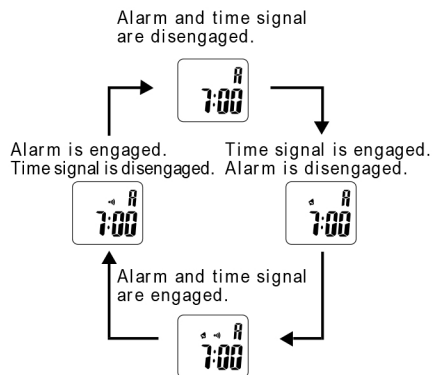 Alarm and time signal
are disengaged.
A
7:00
Alarm is engaged.
Time signal is disengaged.
A
7:00
Time signal is engaged.
Alarm is disengaged.
A
7:00
Alarm and time signal
are engaged.
A
7:00